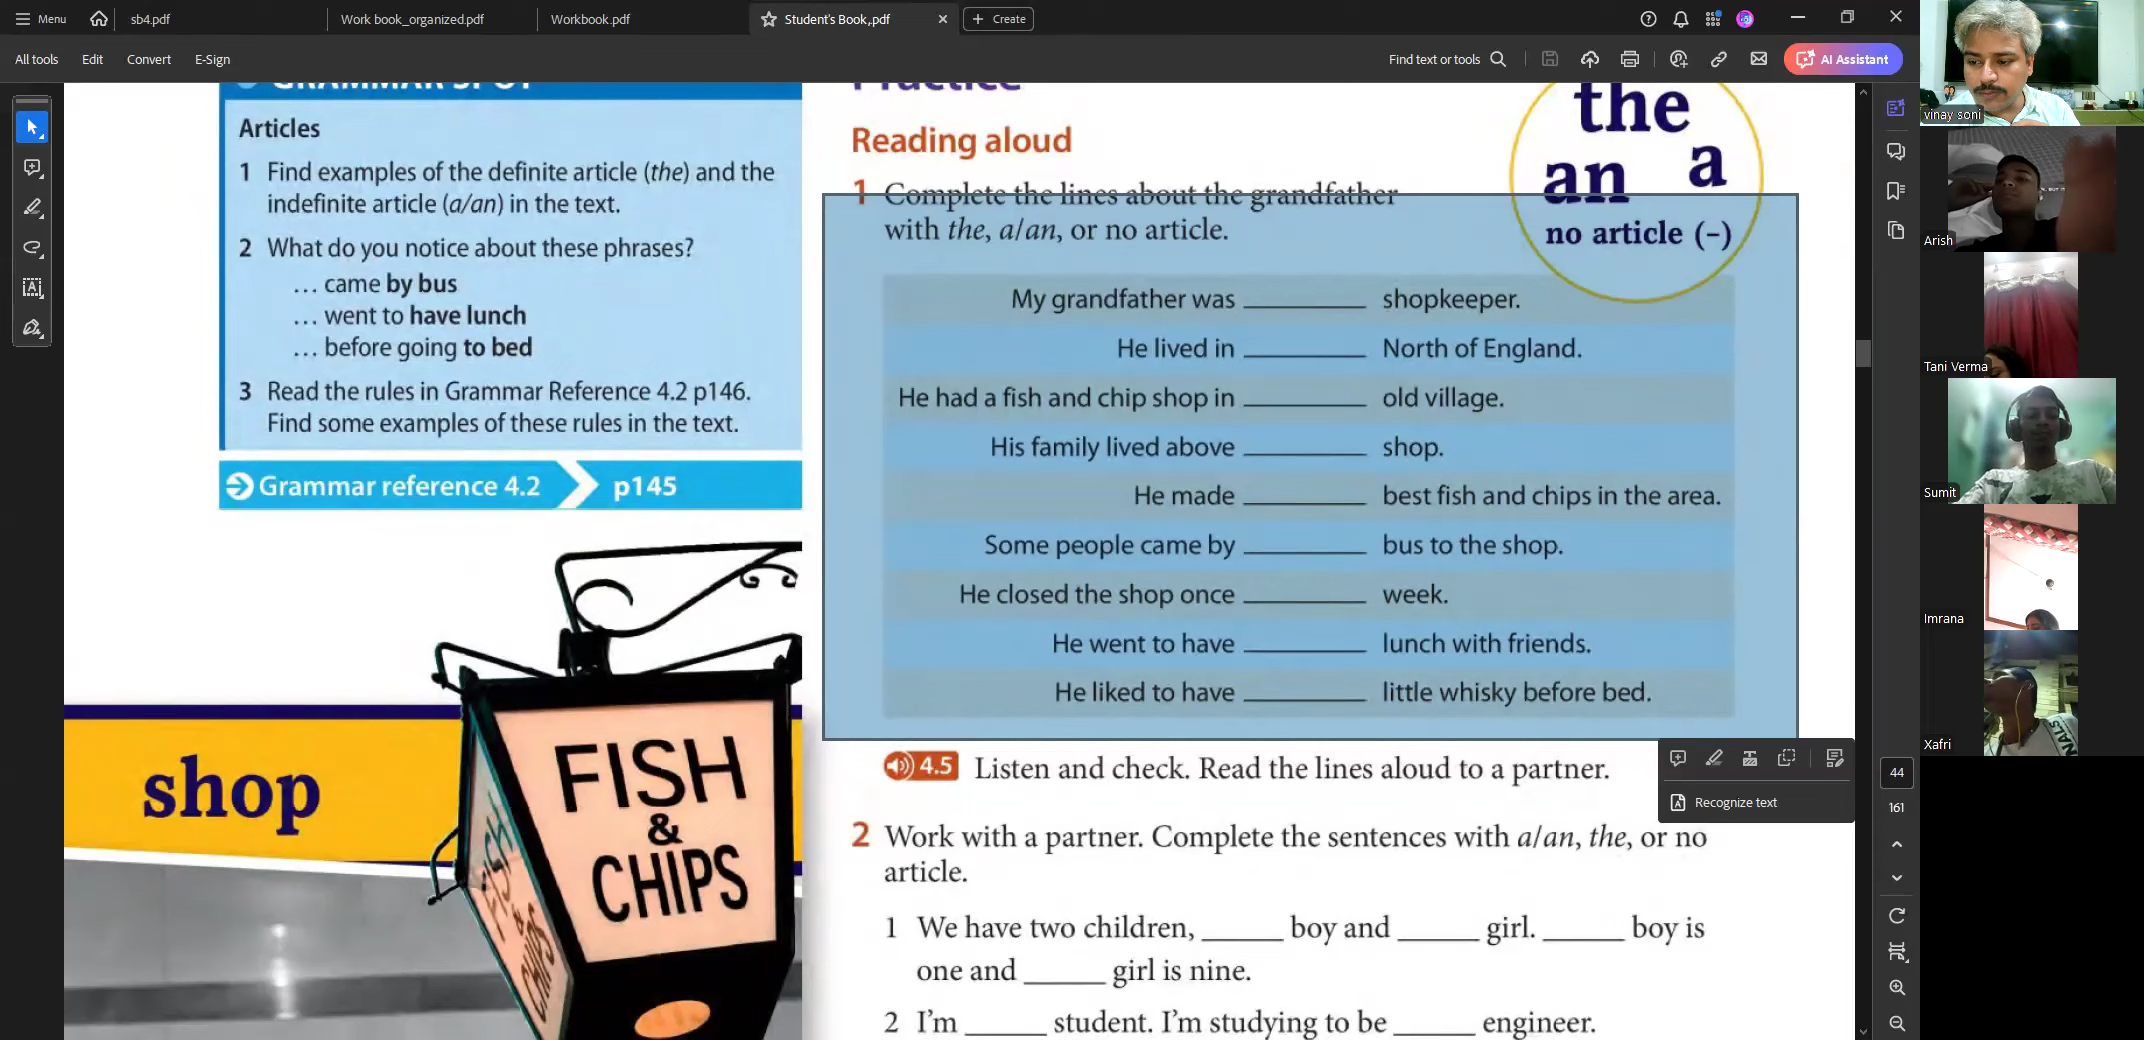 Menu
sb4.pdf
Work book_organized.pdf
Workbook.pdf
Student's Book,.pdf
Create
All tools
Edit
Convert
E-Sign
Find text or tools
AI Assistant
GRAMMAR SPOT
Articles
1 Find examples of the definite article (the) and the
indefinite article (a/an) in the text.
2 What do you notice about these phrases?
… came by bus
… went to have lunch
… before going to bed
3 Read the rules in Grammar Reference 4.2 p146.
Find some examples of these rules in the text.
Grammar reference 4.2 p145
shop
FISH
&
CHIPS
FISH
&
CHIPS
Practice
Reading aloud
the
an a
no article (–)
1 Complete the lines about the grandfather
with the, a/an, or no article.
My grandfather was ________ shopkeeper.
He lived in ________ North of England.
He had a fish and chip shop in ________ old village.
His family lived above ________ shop.
He made ________ best fish and chips in the area.
Some people came by ________ bus to the shop.
He closed the shop once ________ week.
He went to have ________ lunch with friends.
He liked to have ________ little whisky before bed.
4.5 Listen and check. Read the lines aloud to a partner.
Recognize text
2 Work with a partner. Complete the sentences with a/an, the, or no
article.
1 We have two children, _____ boy and _____ girl. _____ boy is
one and _____ girl is nine.
2 I'm _____ student. I'm studying to be _____ engineer.
44
161
vinay soni
Arish
Tani Verma
Sumit
Imrana
Xafri